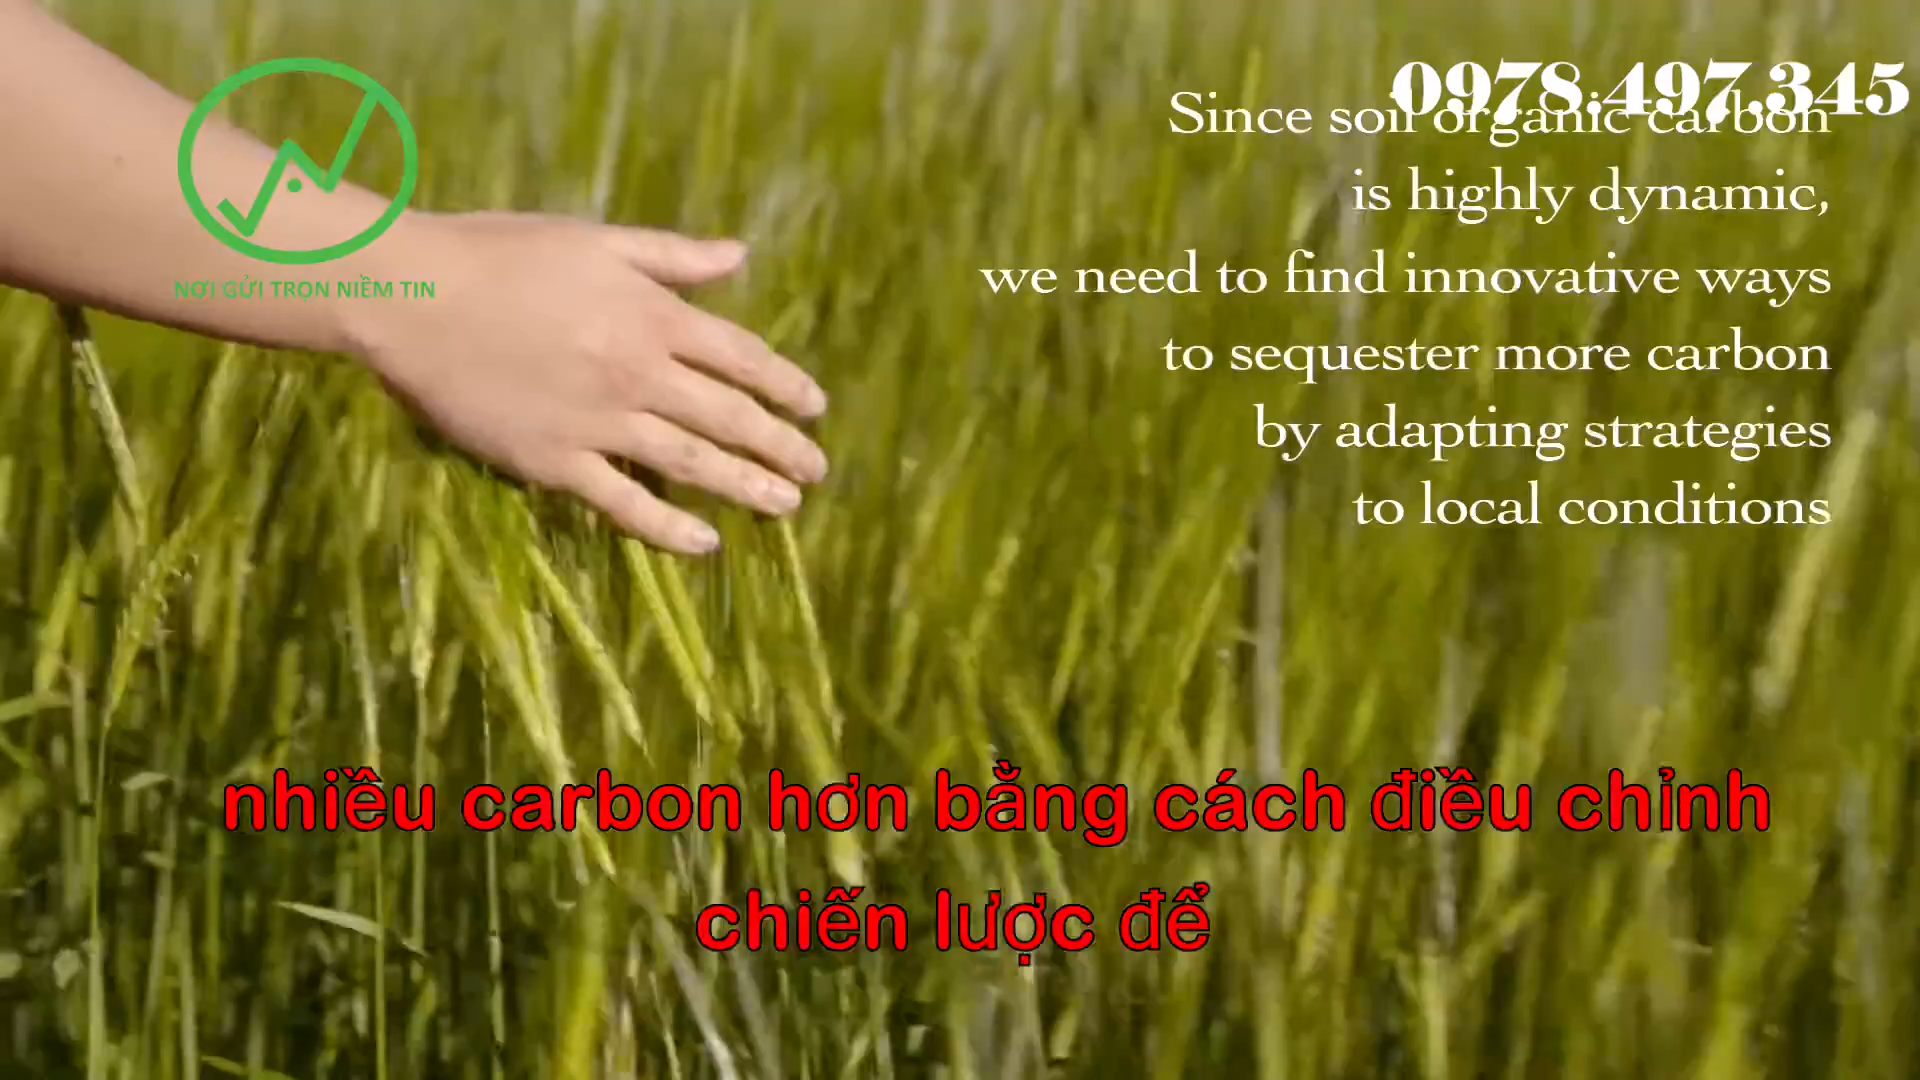 0978.497.345
Since soil organic carbon
is highly dynamic,
we need to find innovative ways
to sequester more carbon
by adapting strategies
to local conditions
NƠI GỬI TRỌN NIỀM TIN
nhiều carbon hơn bằng cách điều chỉnh
chiến lược để